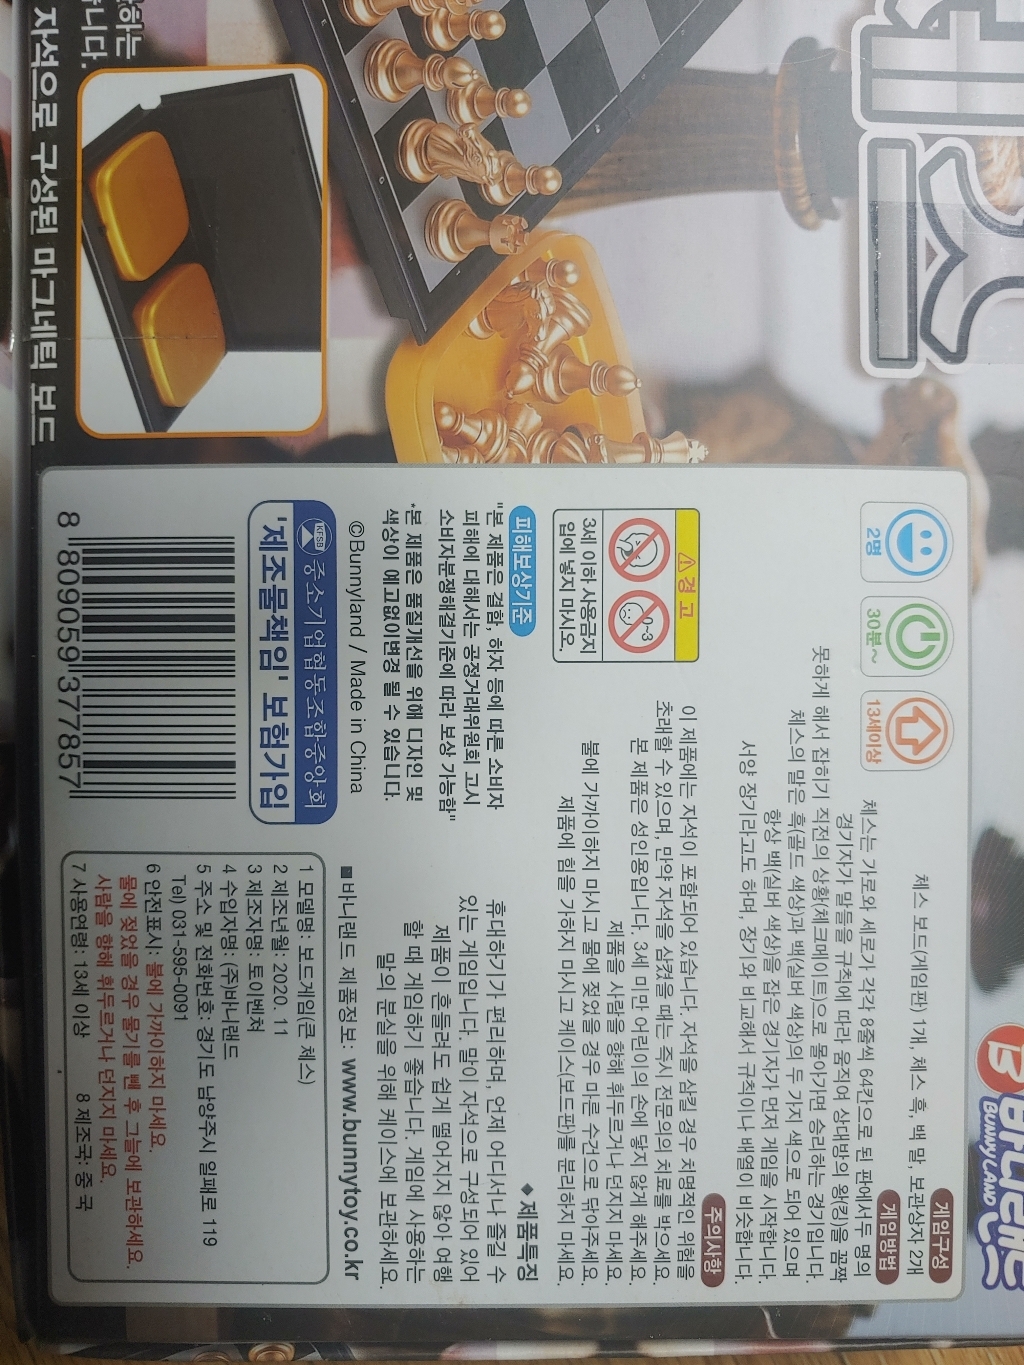 체스
하는
니다.
자석으로 구성된 마그네틱 보드
바니랜드
BUNNY LAND
2명
30분~
13세이상
게임구성
체스 보드(게임판) 1개, 체스 흑, 백 말, 보관상자 2개
게임방법
체스는 가로와 세로가 각각 8줄씩 64칸으로 된 판에서두 명의
경기자가 말들을 규칙에 따라 움직여 상대방의 왕(킹)을 꼼짝
못하게 해서 잡히기 직전의 상황(체크메이트)으로 몰아가면 승리하는 경기입니다.
체스의 말은 흑(골드 색상)과 백(실버 색상)의 두 가지 색으로 되어 있으며
항상 백(실버 색상)을 잡은 경기자가 먼저 게임을 시작합니다.
서양 장기라고도 하며, 장기와 비교해서 규칙이나 배열이 비슷합니다.
주의사항
이 제품에는 자석이 포함되어 있습니다. 자석을 삼킬 경우 치명적인 위험을
초래할 수 있으며, 만약 자석을 삼켰을 때는 즉시 전문의의 치료를 받으세요.
본 제품은 성인용입니다. 3세 미만 어린이의 손에 닿지 않게 해주세요.
제품을 사람을 향해 휘두르거나 던지지 마세요.
불에 가까이하지 마시고 물에 젖었을 경우 마른 수건으로 닦아주세요.
제품에 힘을 가하지 마시고 케이스(보드판)를 분리하지 마세요.
⚠경 고
0~3
3세 이하 사용금지
입에 넣지 마시오.
피해보상기준
"본 제품은 결함, 하자 등에 따른 소비자
피해에 대해서는 공정거래위원회 고시
소비자분쟁해결기준에 따라 보상 가능함"
*본 제품은 품질개선을 위해 디자인 및
색상이 예고없이변경 될 수 있습니다.
©Bunnyland / Made in China
KFSB 중소기업협동조합중앙회
'제조물책임' 보험가입
8 809059 377857
◆ 제품특징
휴대하기가 편리하며, 언제 어디서나 즐길 수
있는 게임입니다. 말이 자석으로 구성되어 있어
제품이 흔들려도 쉽게 떨어지지 않아 여행
할 때 게임하기 좋습니다. 게임에 사용하는
말의 분실을 위해 케이스에 보관하세요.
■바니랜드 제품정보: www.bunnytoy.co.kr
1 모델명: 보드게임(큰 체스)
2 제조년월: 2020. 11
3 제조자명: 토이벤쳐
4 수입자명: (주)바니랜드
5 주소 및 전화번호: 경기도 남양주시 일패로 119
Tel) 031-595-0091
6 안전표시: 불에 가까이하지 마세요.
물에 젖었을 경우 물기를 뺀 후 그늘에 보관하세요.
사람을 향해 휘두르거나 던지지 마세요.
7 사용연령: 13세 이상 8 제조국: 중 국